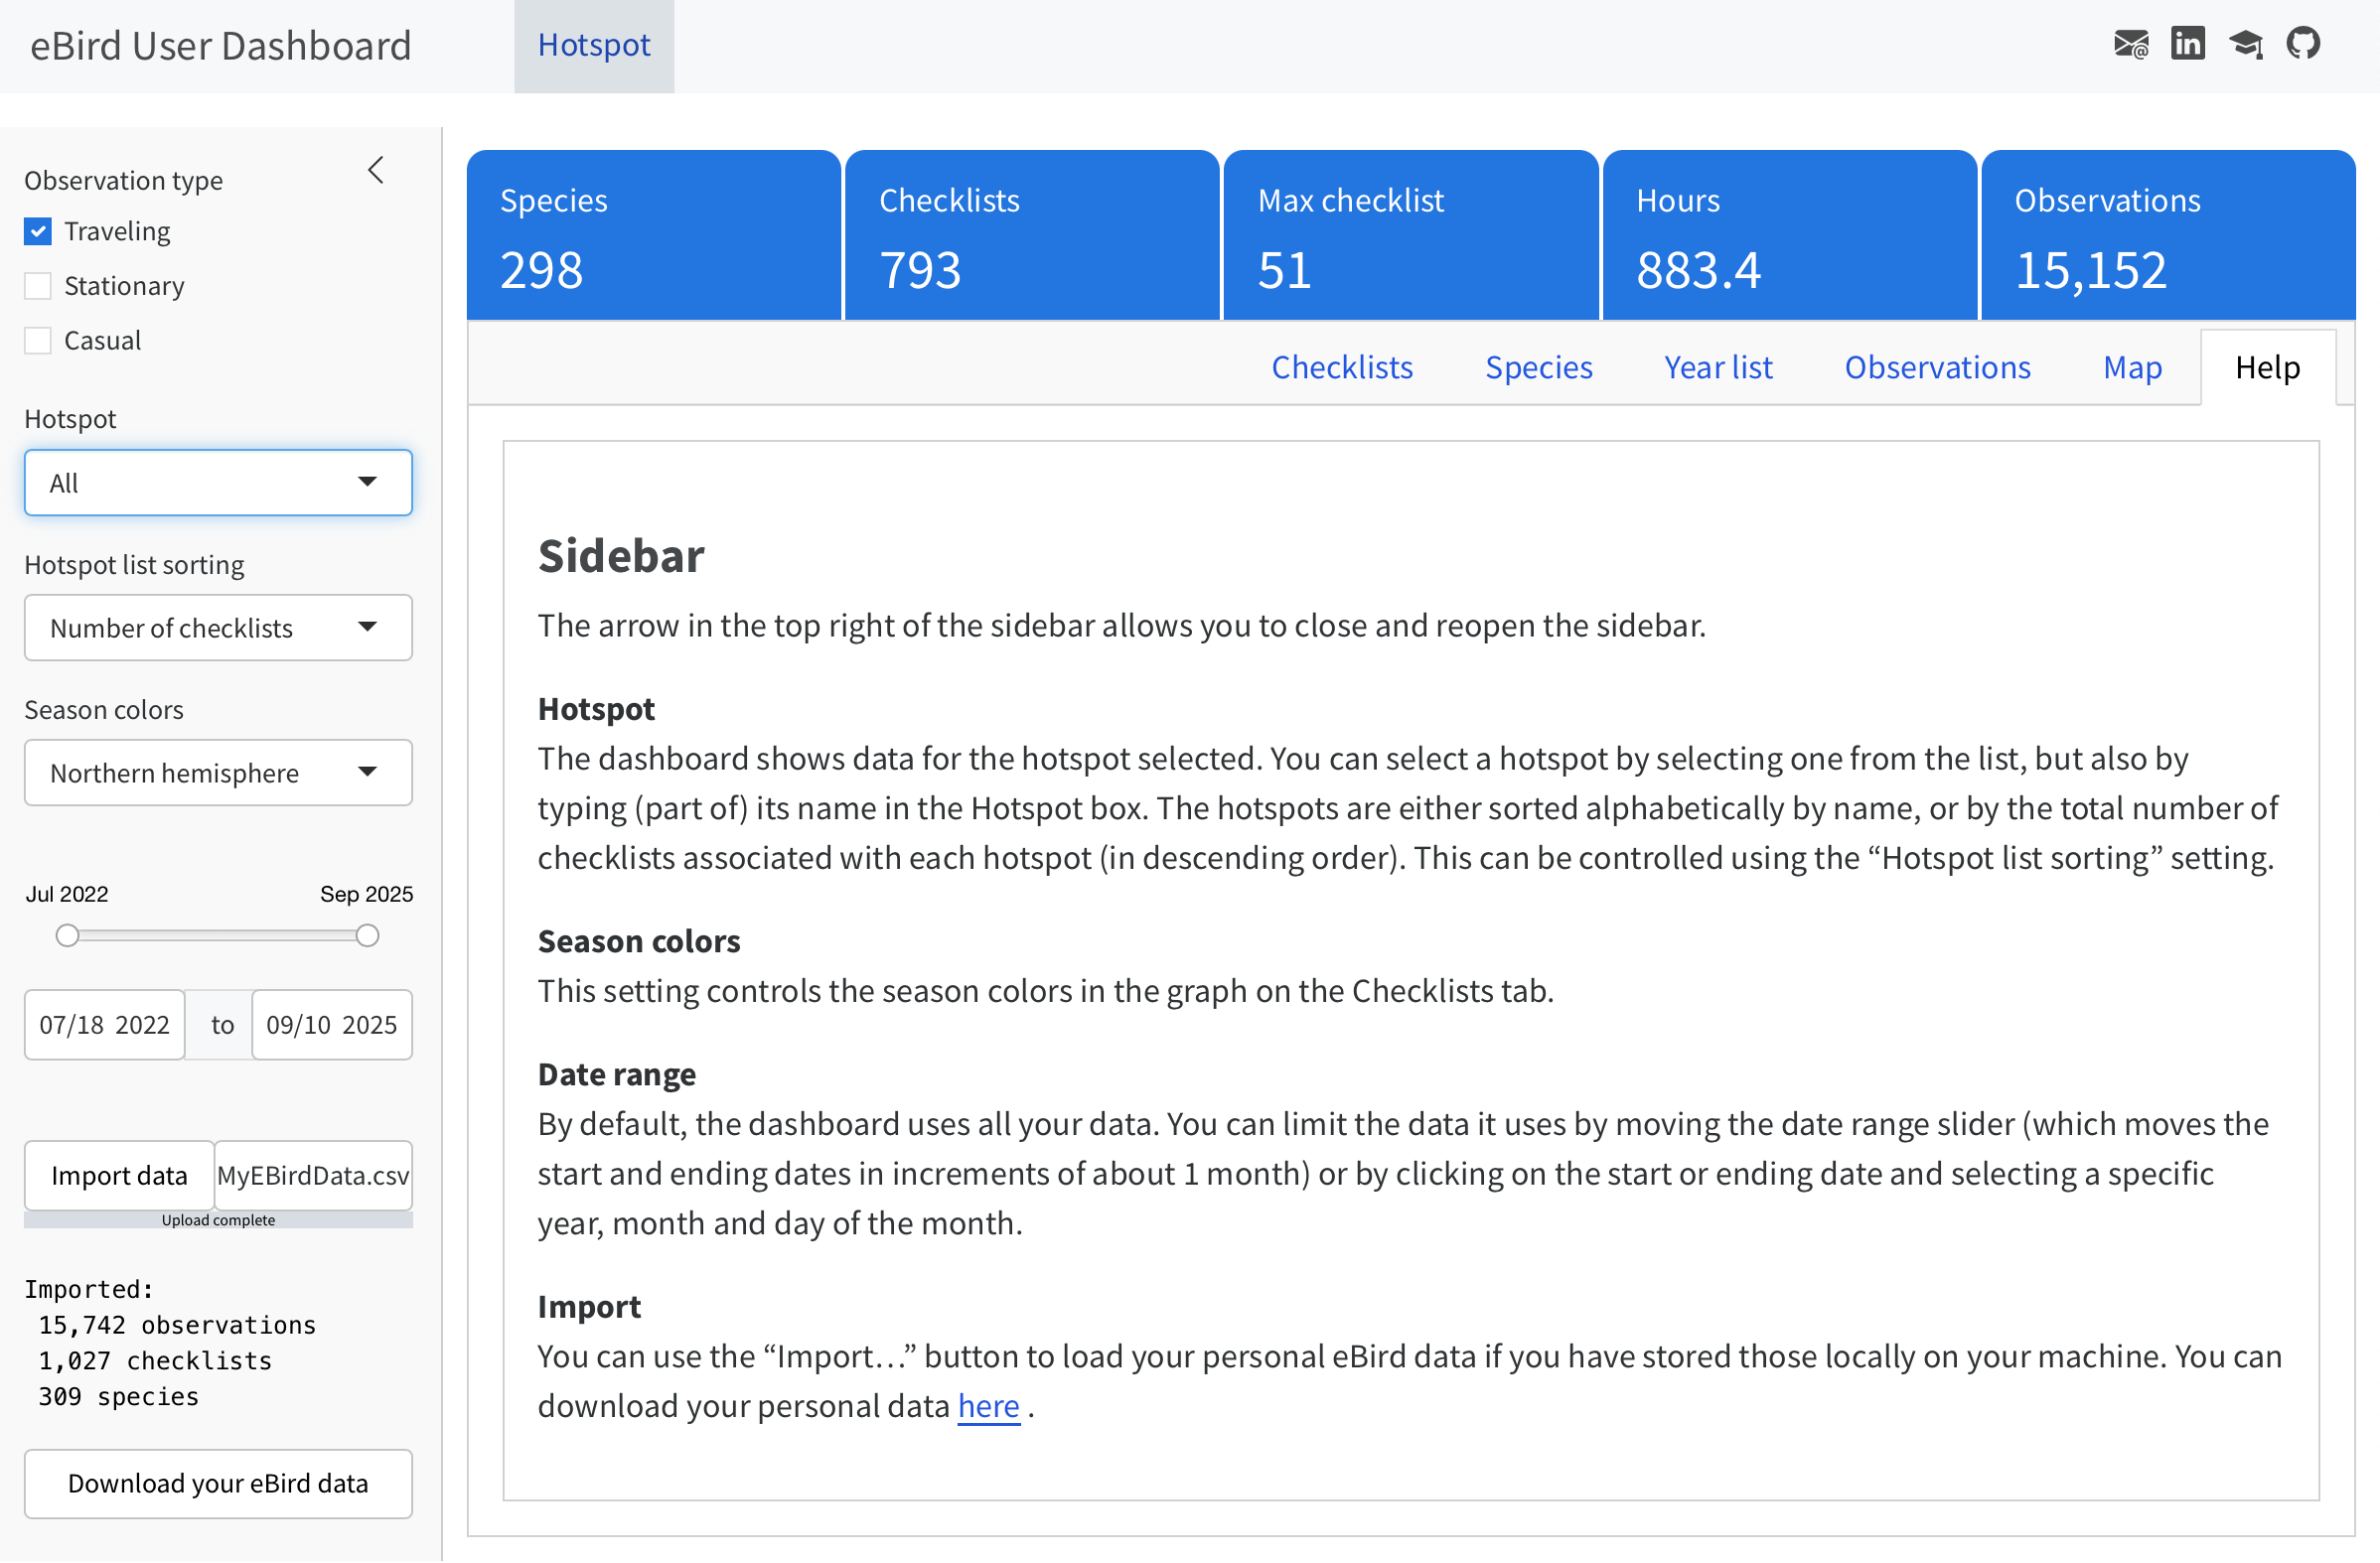 eBird User Dashboard
Hotspot
Observation type
Traveling
Stationary
Casual
Hotspot
All
Hotspot list sorting
Number of checklists
Season colors
Northern hemisphere
Jul 2022
Sep 2025
07/18 2022 to 09/10 2025
Import data
MyEBirdData.csv
Upload complete
Imported:
15,742 observations
1,027 checklists
309 species
Download your eBird data
Species
298
Checklists
793
Max checklist
51
Hours
883.4
Observations
15,152
Checklists
Species
Year list
Observations
Map
Help
Sidebar
The arrow in the top right of the sidebar allows you to close and reopen the sidebar.
Hotspot
The dashboard shows data for the hotspot selected. You can select a hotspot by selecting one from the list, but also by
typing (part of) its name in the Hotspot box. The hotspots are either sorted alphabetically by name, or by the total number of
checklists associated with each hotspot (in descending order). This can be controlled using the “Hotspot list sorting” setting.
Season colors
This setting controls the season colors in the graph on the Checklists tab.
Date range
By default, the dashboard uses all your data. You can limit the data it uses by moving the date range slider (which moves the
start and ending dates in increments of about 1 month) or by clicking on the start or ending date and selecting a specific
year, month and day of the month.
Import
You can use the “Import…” button to load your personal eBird data if you have stored those locally on your machine. You can
download your personal data here .